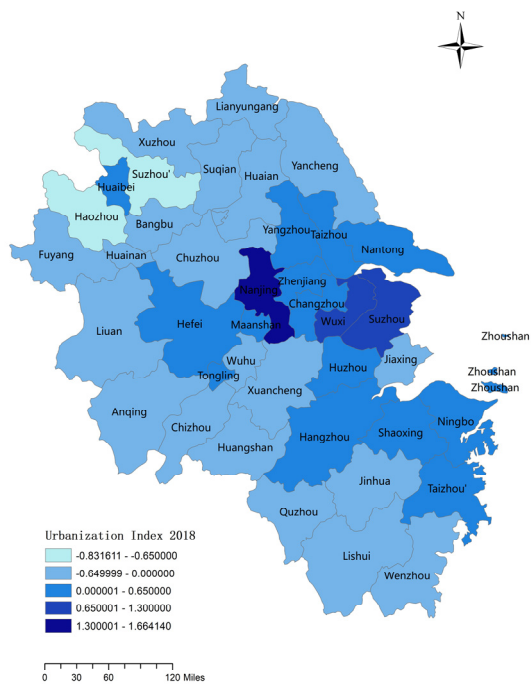 N
Lianyungang
Xuzhou
Suzhou'
Suqian
Huaian
Yancheng
Huaibei
Haozhou
Bangbu
Yangzhou
Taizhou
Nantong
Fuyang
Huainan
Chuzhou
Zhenjiang
Nanjing
Changzhou
Liuan
Hefei
Maanshan
Wuxi
Suzhou
Zhoushan
Wuhu
Jiaxing
Huzhou
Zhoushan
Tongling
Xuancheng
Zhoushan
Anqing
Chizhou
Ningbo
Huangshan
Hangzhou
Shaoxing
Jinhua
Taizhou'
Quzhou
Lishui
Wenzhou
Urbanization Index 2018
-0.831611 - -0.650000
-0.649999 - 0.000000
0.000001 - 0.650000
0.650001 - 1.300000
1.300001 - 1.664140
0 30 60 120 Miles